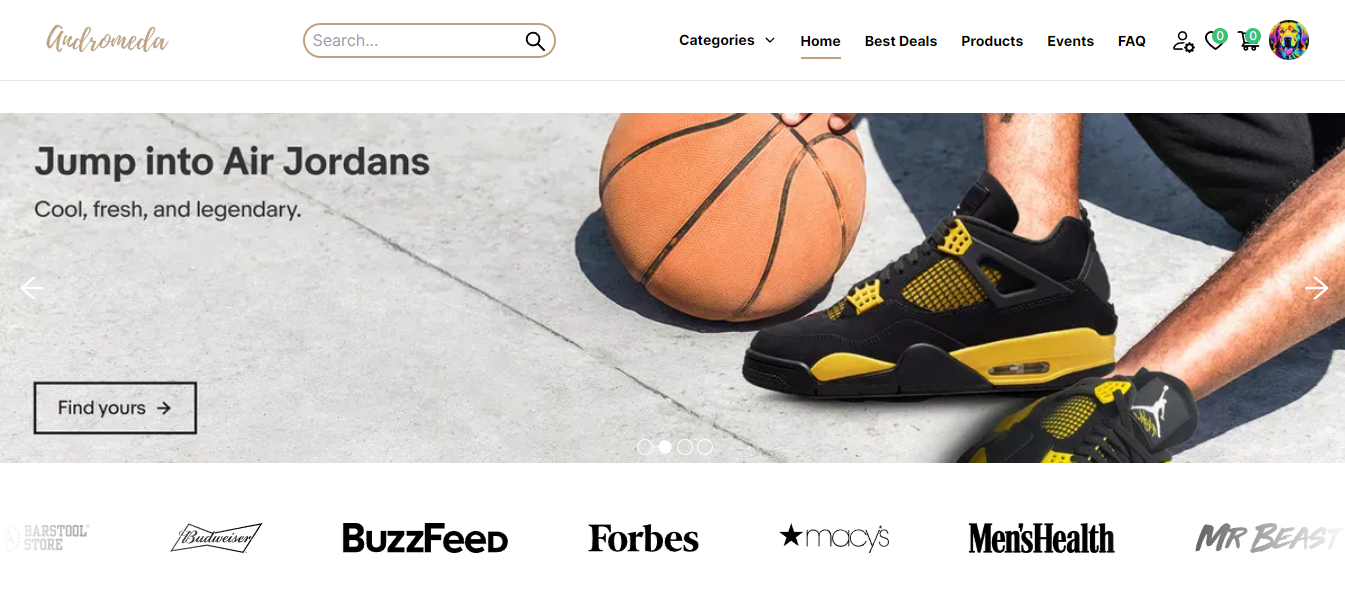 Andromeda
Search...
Categories
Home
Best Deals
Products
Events
FAQ
0
0
Jump into Air Jordans
Cool, fresh, and legendary.
Find yours →
BARSTOOL
STORE
Budweiser
BuzzFeed
Forbes
★macy's
Men'sHealth
MR BEAST